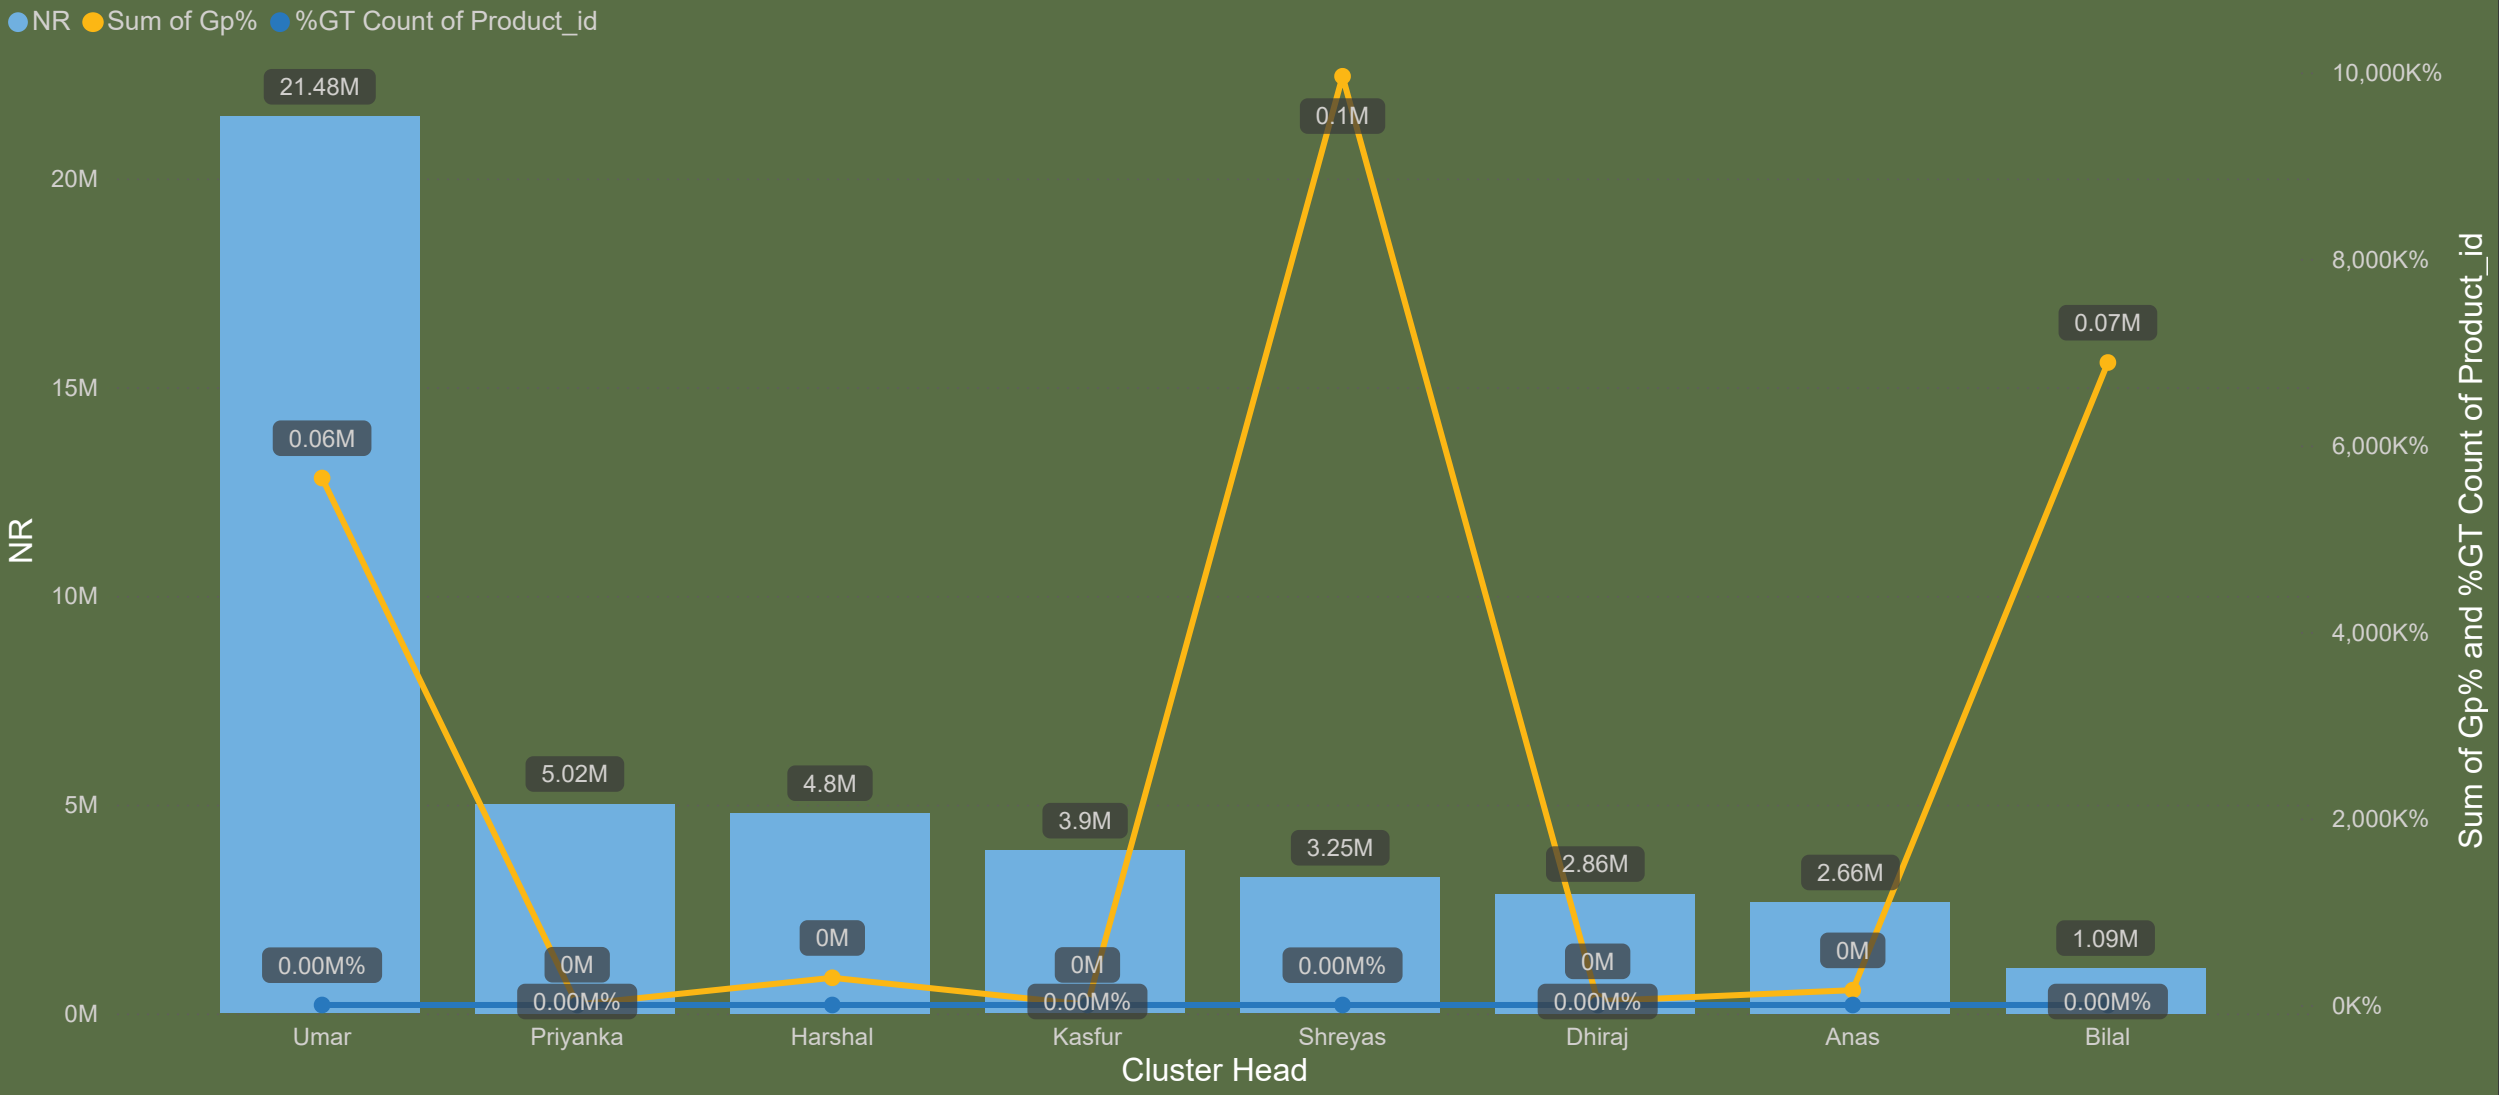 NR Sum of Gp% %GT Count of Product_id
21.48M
0.1M
10,000K%
20M
8,000K%
0.07M
15M
0.06M
6,000K%
NR
Sum of Gp% and %GT Count of Product_id
10M
4,000K%
5M
5.02M
4.8M
3.9M
3.25M
2.86M
2.66M
2,000K%
1.09M
0M
0M
0M
0M
0M
0.00M%
0.00M%
0.00M%
0.00M%
0.00M%
0.00M%
0M
0K%
Umar Priyanka Harshal Kasfur Shreyas Dhiraj Anas Bilal
Cluster Head